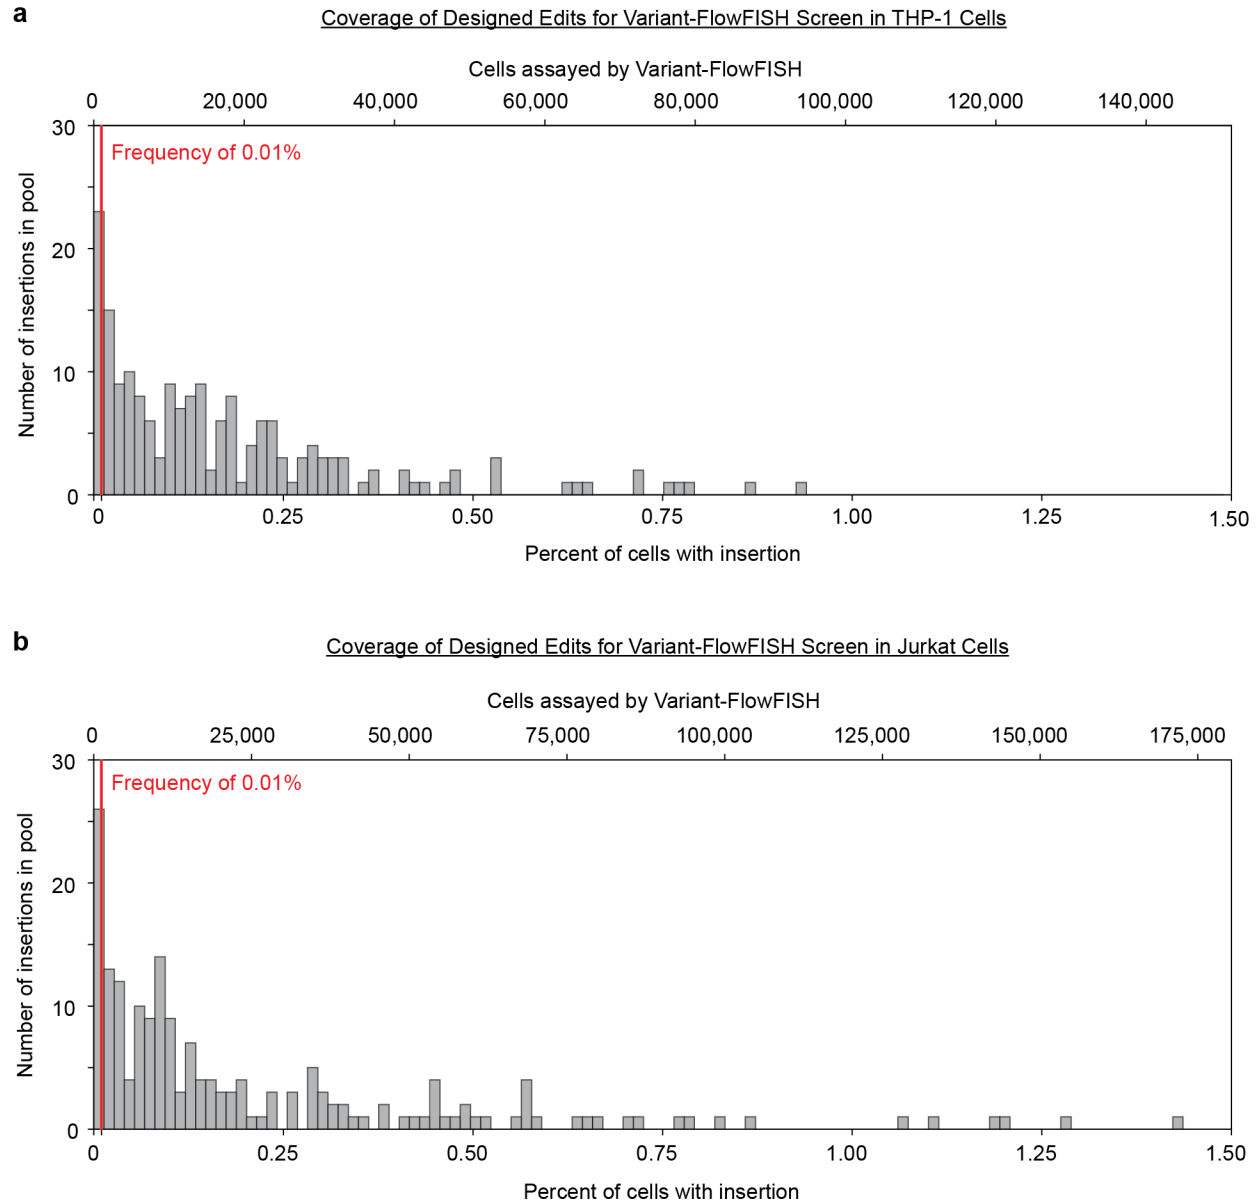 a
Coverage of Designed Edits for Variant-FlowFISH Screen in THP-1 Cells
Cells assayed by Variant-FlowFISH
0 20,000 40,000 60,000 80,000 100,000 120,000 140,000
30
Frequency of 0.01%
20
10
0
Number of insertions in pool
0 0.25 0.50 0.75 1.00 1.25 1.50
Percent of cells with insertion
b
Coverage of Designed Edits for Variant-FlowFISH Screen in Jurkat Cells
Cells assayed by Variant-FlowFISH
0 25,000 50,000 75,000 100,000 125,000 150,000 175,000
30
Frequency of 0.01%
20
10
0
Number of insertions in pool
0 0.25 0.50 0.75 1.00 1.25 1.50
Percent of cells with insertion